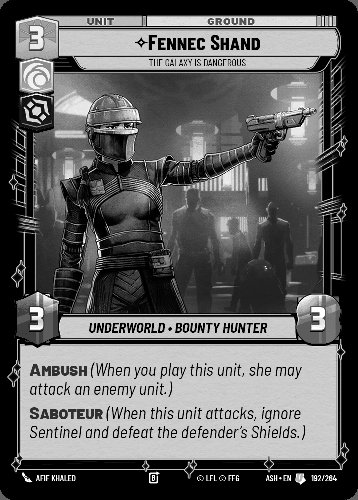 UNIT
GROUND
3
✧FENNEC SHAND
THE GALAXY IS DANGEROUS
3
3
UNDERWORLD • BOUNTY HUNTER
AMBUSH (When you play this unit, she may
attack an enemy unit.)
SABOTEUR (When this unit attacks, ignore
Sentinel and defeat the defender's Shields.)
AFIF KHALED
© LFL © FFG
ASH • EN
192/264